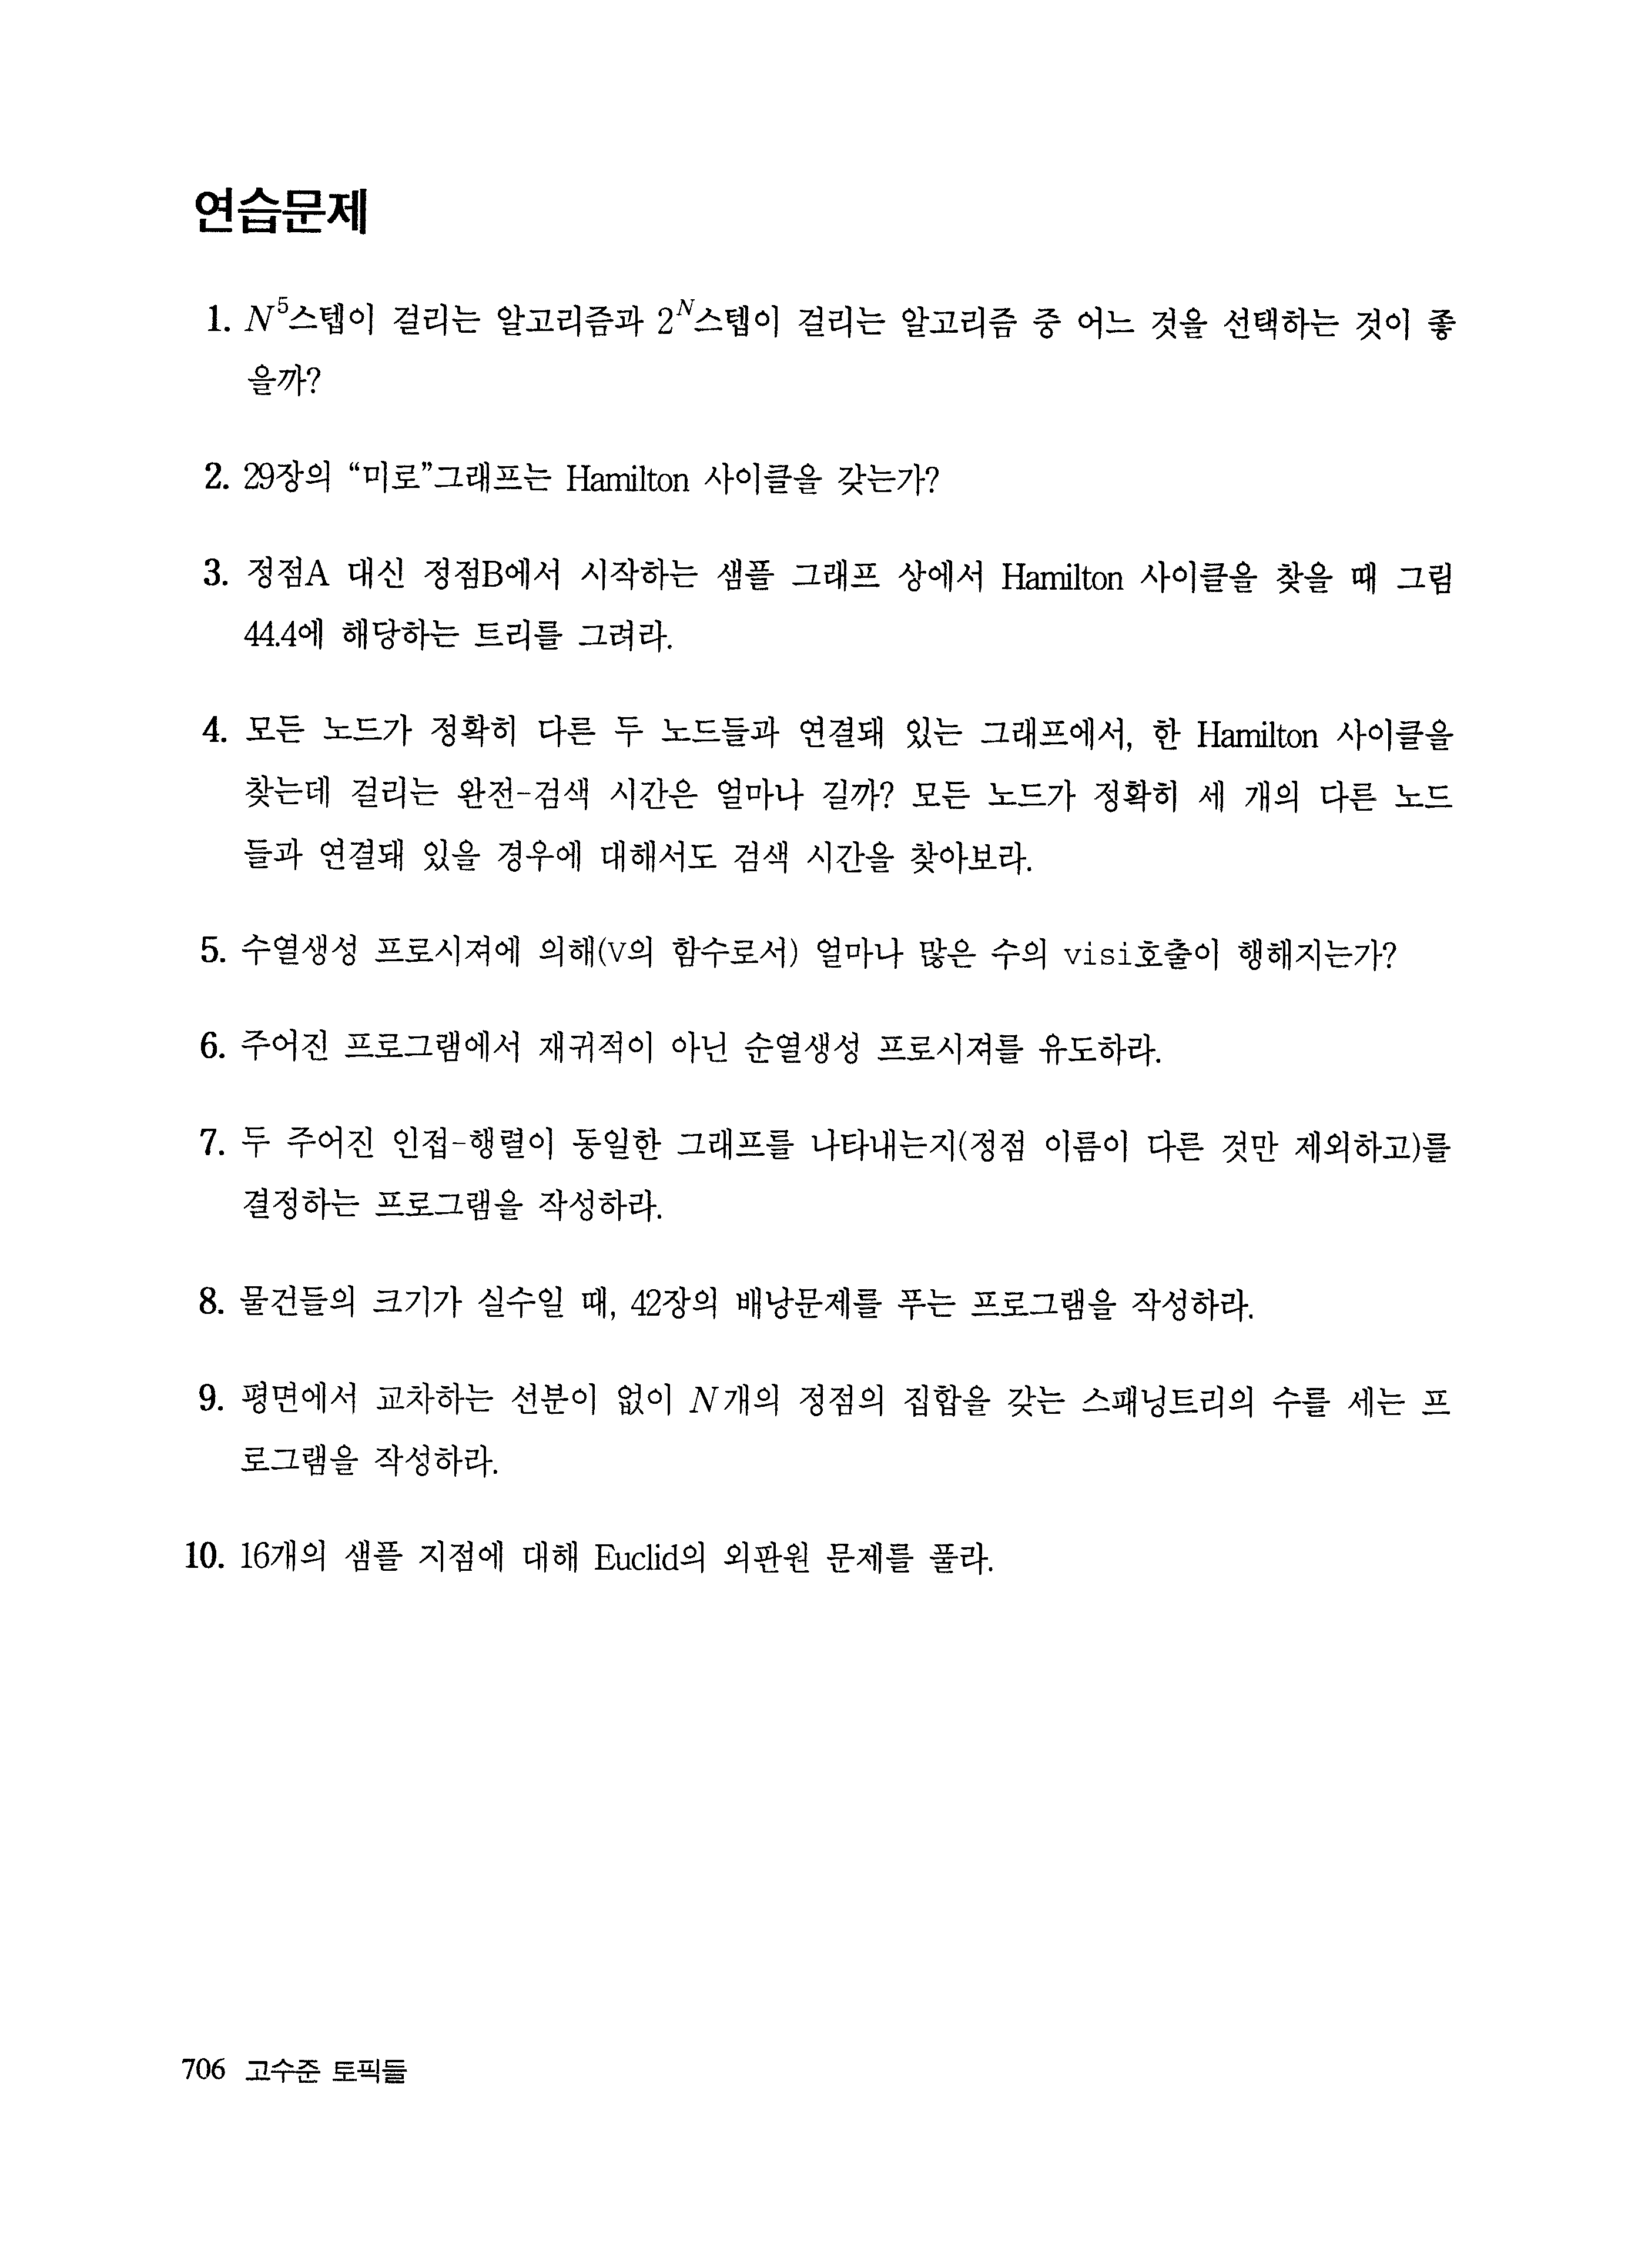 연습문제
1. N⁵스텝이 걸리는 알고리즘과 2ᴺ스텝이 걸리는 알고리즘 중 어느 것을 선택하는 것이 좋
을까?
2. 29장의 “미로”그래프는 Hamilton 사이클을 갖는가?
3. 정점A 대신 정점B에서 시작하는 샘플 그래프 상에서 Hamilton 사이클을 찾을 때 그림
44.4에 해당하는 트리를 그려라.
4. 모든 노드가 정확히 다른 두 노드들과 연결돼 있는 그래프에서, 한 Hamilton 사이클을
찾는데 걸리는 완전-검색 시간은 얼마나 길까? 모든 노드가 정확히 세 개의 다른 노드
들과 연결돼 있을 경우에 대해서도 검색 시간을 찾아보라.
5. 수열생성 프로시져에 의해(V의 함수로서) 얼마나 많은 수의 visi호출이 행해지는가?
6. 주어진 프로그램에서 재귀적이 아닌 순열생성 프로시져를 유도하라.
7. 두 주어진 인접-행렬이 동일한 그래프를 나타내는지(정점 이름이 다른 것만 제외하고)를
결정하는 프로그램을 작성하라.
8. 물건들의 크기가 실수일 때, 42장의 배낭문제를 푸는 프로그램을 작성하라.
9. 평면에서 교차하는 선분이 없이 N개의 정점의 집합을 갖는 스패닝트리의 수를 세는 프
로그램을 작성하라.
10. 16개의 샘플 지점에 대해 Euclid의 외판원 문제를 풀라.
706 고수준 토픽들